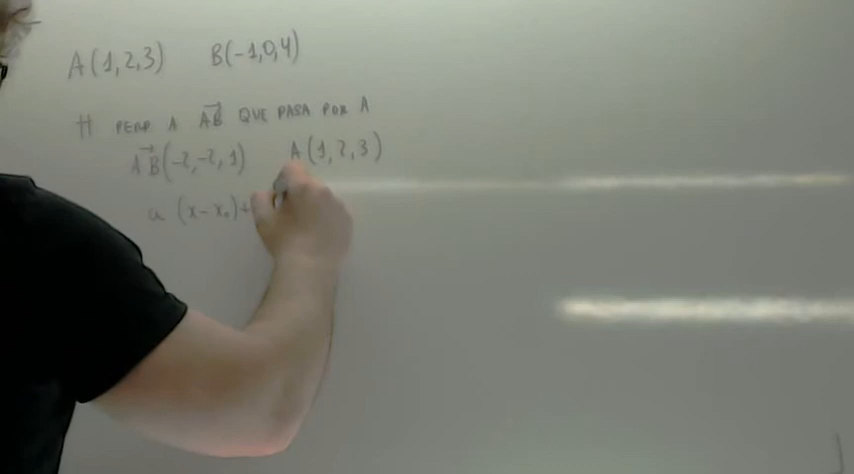 A(1,2,3) B(-1,0,4)
π PERP A AB QUE PASA POR A
AB(-2,-2,1) A(1,2,3)
a (x-x₀)+